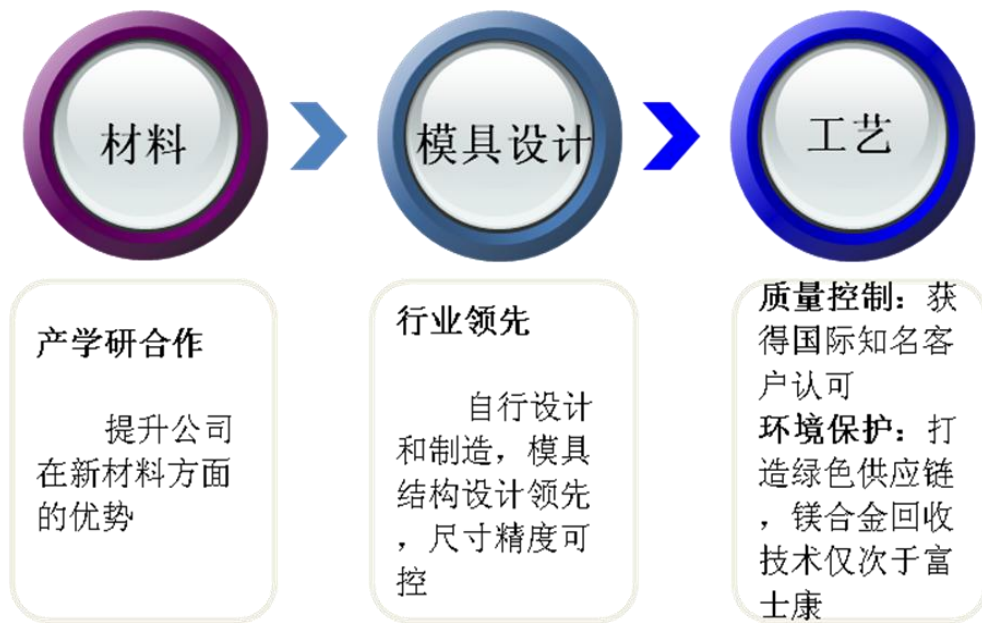 材料
模具设计
工艺
产学研合作
提升公司
在新材料方面
的优势
行业领先
自行设计
和制造，模具
结构设计领先
，尺寸精度可
控
质量控制：获
得国际知名客
户认可
环境保护：打
造绿色供应链
，镁合金回收
技术仅次于富
士康